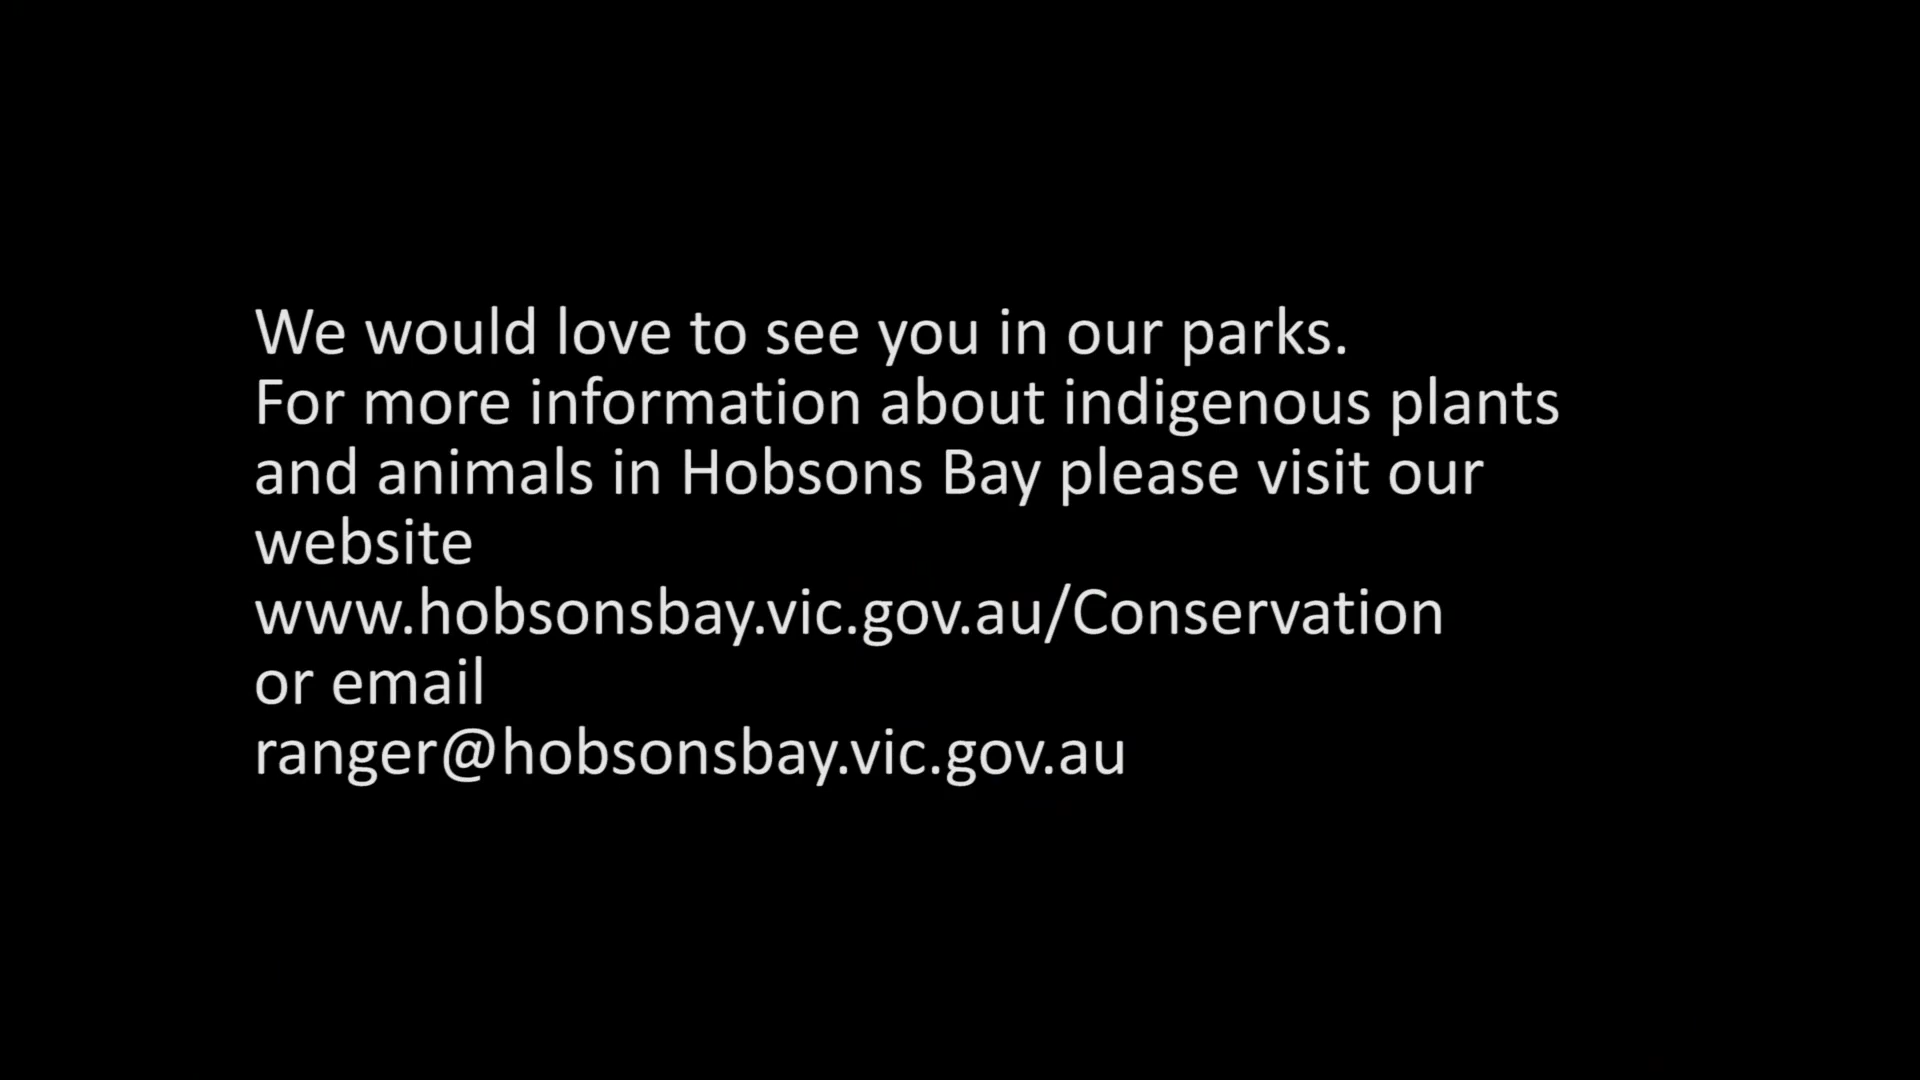 We would love to see you in our parks.
For more information about indigenous plants
and animals in Hobsons Bay please visit our
website
www.hobsonsbay.vic.gov.au/Conservation
or email
ranger@hobsonsbay.vic.gov.au